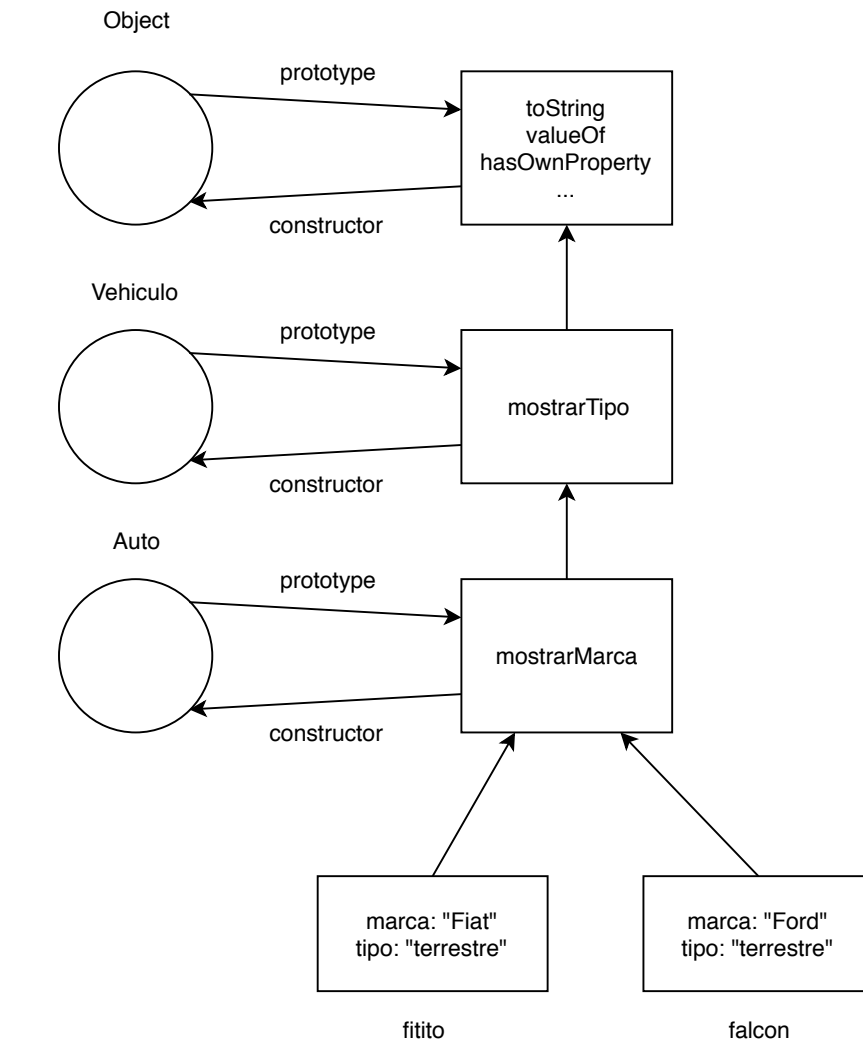 Object
prototype
toString
valueOf
hasOwnProperty
...
constructor
Vehiculo
prototype
mostrarTipo
constructor
Auto
prototype
mostrarMarca
constructor
marca: "Fiat"
tipo: "terrestre"
marca: "Ford"
tipo: "terrestre"
fitito
falcon